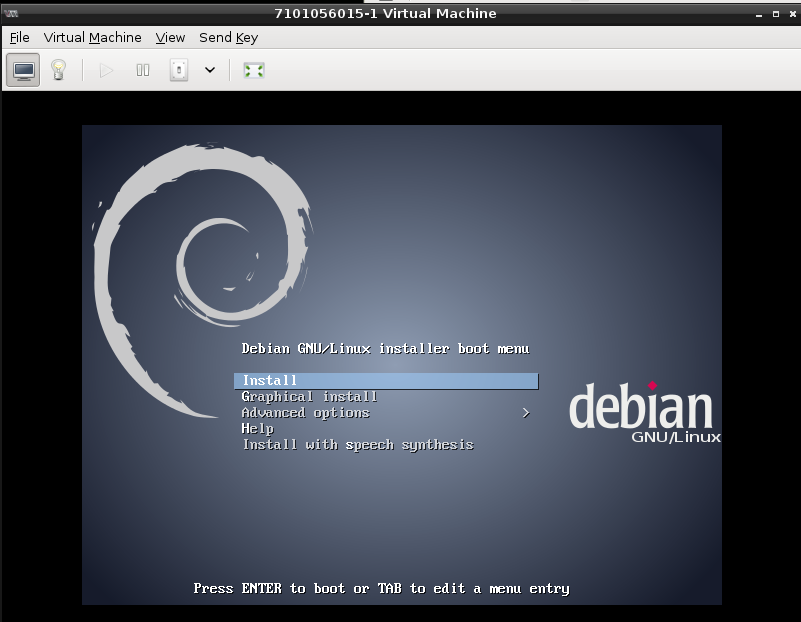 7101056015-1 Virtual Machine
File Virtual Machine View Send Key
Debian GNU/Linux installer boot menu
Install
Graphical install
Advanced options >
Help
Install with speech synthesis
debian
GNU/Linux
Press ENTER to boot or TAB to edit a menu entry